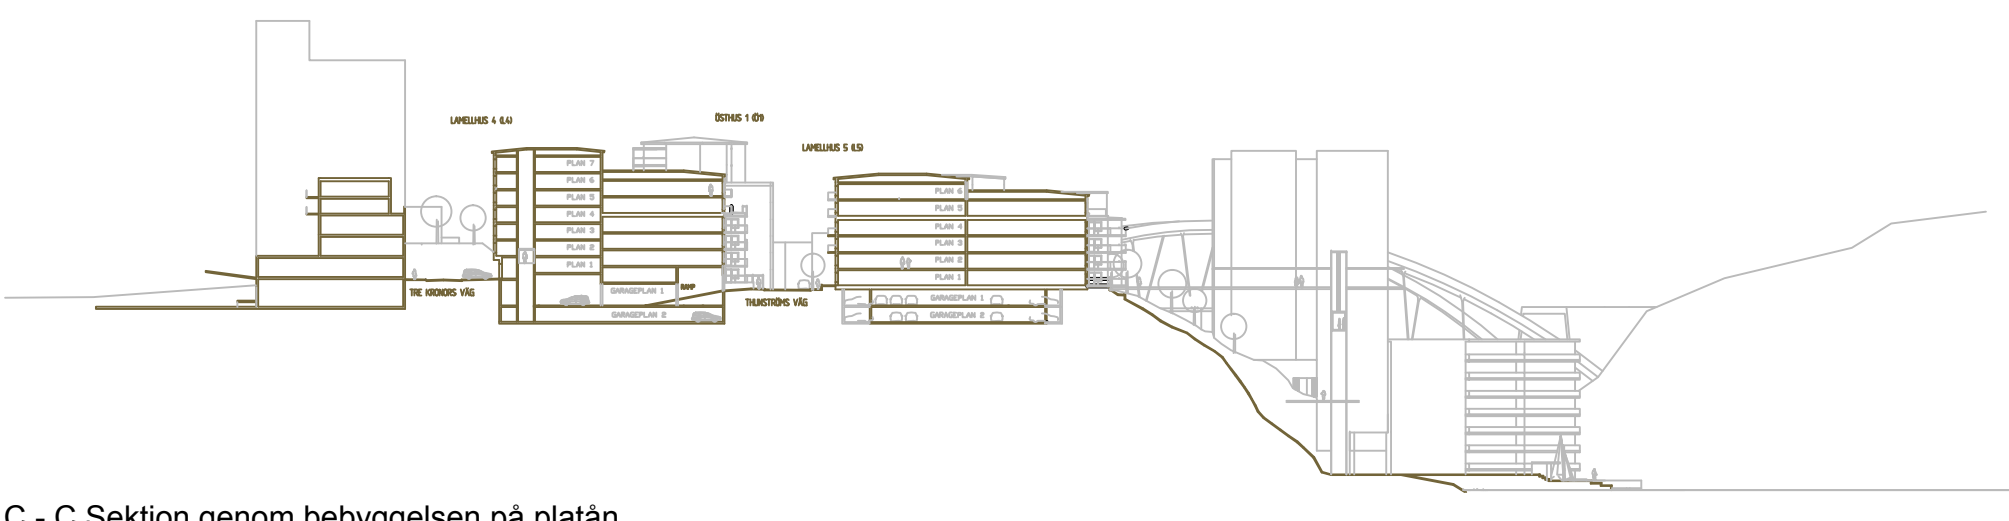 LAMELLHUS 4 (L4)
ÖSTHUS 1 (Ö1)
LAMELLHUS 5 (L5)
PLAN 7
PLAN 6
PLAN 5
PLAN 4
PLAN 3
PLAN 2
PLAN 1
GARAGEPLAN 1
GARAGEPLAN 2
RAMP
TRE KRONORS VÄG
THUNSTRÖMS VÄG
PLAN 6
PLAN 5
PLAN 4
PLAN 3
PLAN 2
PLAN 1
GARAGEPLAN 1
GARAGEPLAN 2
C - C Sektion genom bebyggelsen på platån